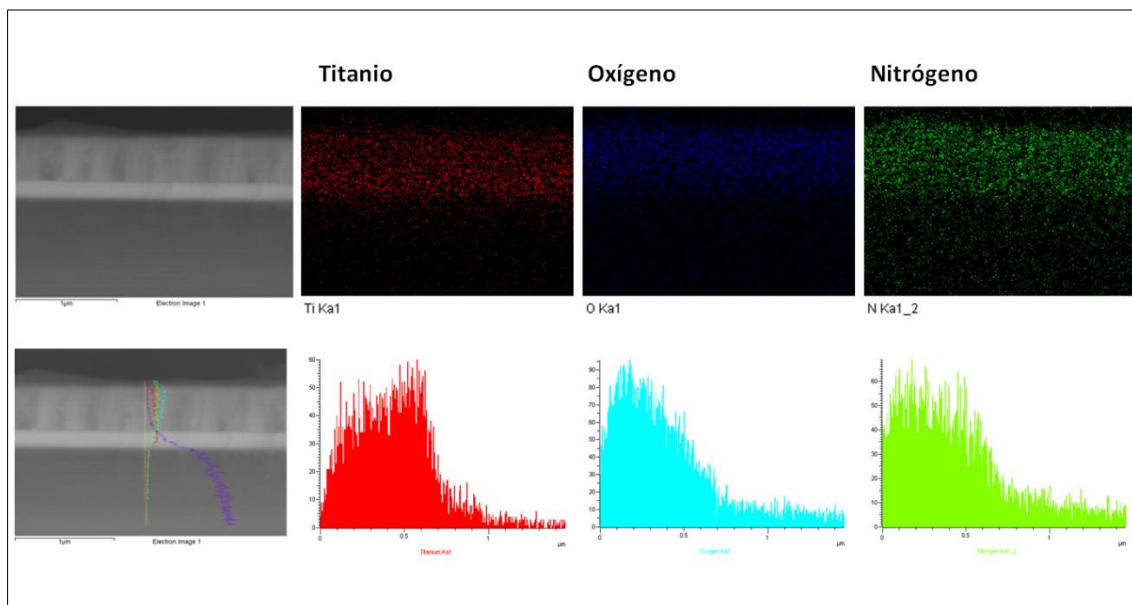 Titanio
Oxígeno
Nitrógeno
1µm
Electron Image 1
Ti Ka1
O Ka1
N Ka1_2
60
50
40
30
20
10
0
0
0.5
1
µm
Titanium Ka1
90
80
70
60
50
40
30
20
10
0
0
0.5
1
µm
Oxygen Ka1
60
50
40
30
20
10
0
0
0.5
1
µm
Nitrogen Ka1_2
1µm
Electron Image 1